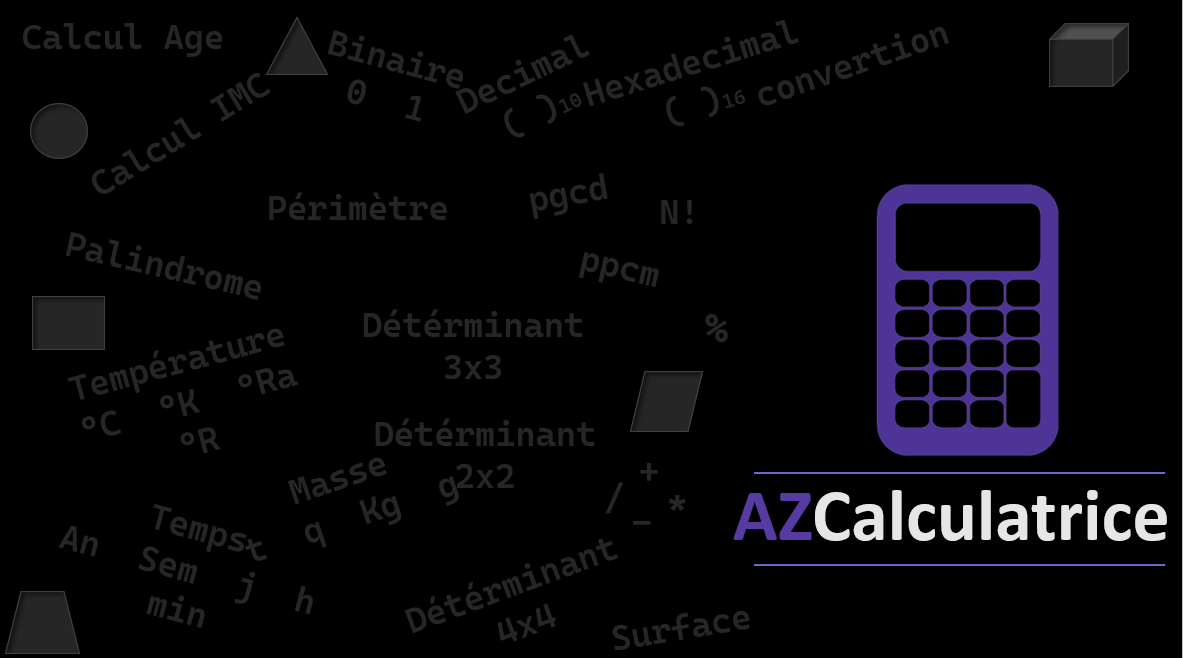 Calcul Age
Binaire
0 1
Decimal
( )10
Hexadecimal
( )16
convertion
Calcul IMC
Périmètre
pgcd
N!
Palindrome
ppcm
Détérminant
3x3
%
Température
°C °K °Ra
°R
Détérminant
2x2
Masse
q Kg g
+
/ _ *
AZCalculatrice
Temps
An Sem j h t
min
Détérminant
4x4
Surface